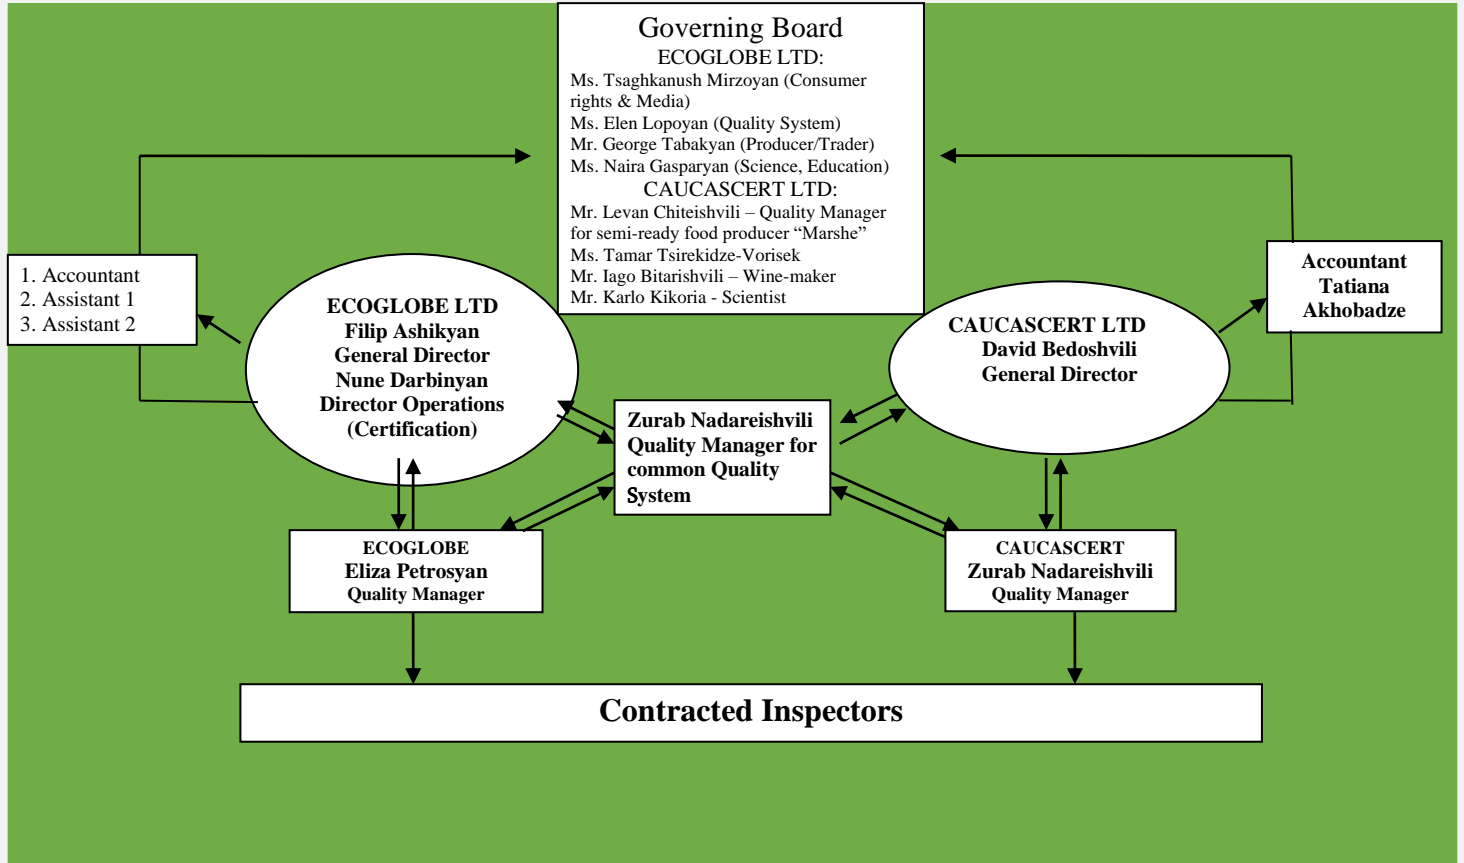 Governing Board
ECOGLOBE LTD:
Ms. Tsaghkanush Mirzoyan (Consumer
rights & Media)
Ms. Elen Lopoyan (Quality System)
Mr. George Tabakyan (Producer/Trader)
Ms. Naira Gasparyan (Science, Education)
CAUCASCERT LTD:
Mr. Levan Chiteishvili – Quality Manager
for semi-ready food producer “Marshe”
Ms. Tamar Tsirekidze-Vorisek
Mr. Iago Bitarishvili – Wine-maker
Mr. Karlo Kikoria - Scientist
1. Accountant
2. Assistant 1
3. Assistant 2
ECOGLOBE LTD
Filip Ashikyan
General Director
Nune Darbinyan
Director Operations
(Certification)
CAUCASCERT LTD
David Bedoshvili
General Director
Accountant
Tatiana
Akhobadze
Zurab Nadareishvili
Quality Manager for
common Quality
System
ECOGLOBE
Eliza Petrosyan
Quality Manager
CAUCASCERT
Zurab Nadareishvili
Quality Manager
Contracted Inspectors